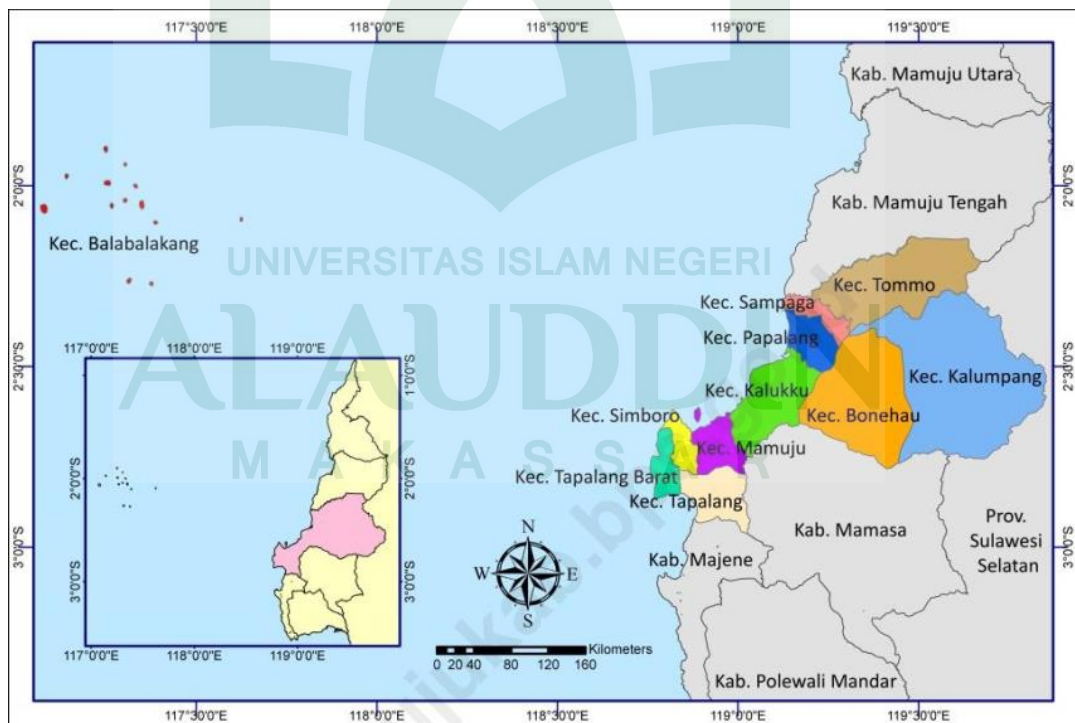 117°30'0"E 118°0'0"E 118°30'0"E 119°0'0"E 119°30'0"E
Kab. Mamuju Utara
2°0'0"S
2°0'0"S
Kab. Mamuju Tengah
Kec. Balabalakang
UNIVERSITAS ISLAM NEGERI
Kec. Tommo
Kec. Sampaga
Kec. Papalang
ALAUDDIN
117°0'0"E 118°0'0"E 119°0'0"E
1°0'0"S
1°0'0"S
2°30'0"S
2°30'0"S
Kec. Kalumpang
Kec. Kalukku
Kec. Simboro
Kec. Bonehau
Kec. Mamuju
MAKASSAR
Kec. Tapalang Barat
2°0'0"S
2°0'0"S
Kec. Tapalang
Kab. Mamasa
Prov.
Sulawesi
Selatan
N
W E
S
3°0'0"S
3°0'0"S
Kab. Majene
3°0'0"S
3°0'0"S
Kilometers
0 20 40 80 120 160
117°0'0"E 118°0'0"E 119°0'0"E
Kab. Polewali Mandar
117°30'0"E 118°0'0"E 118°30'0"E 119°0'0"E 119°30'0"E